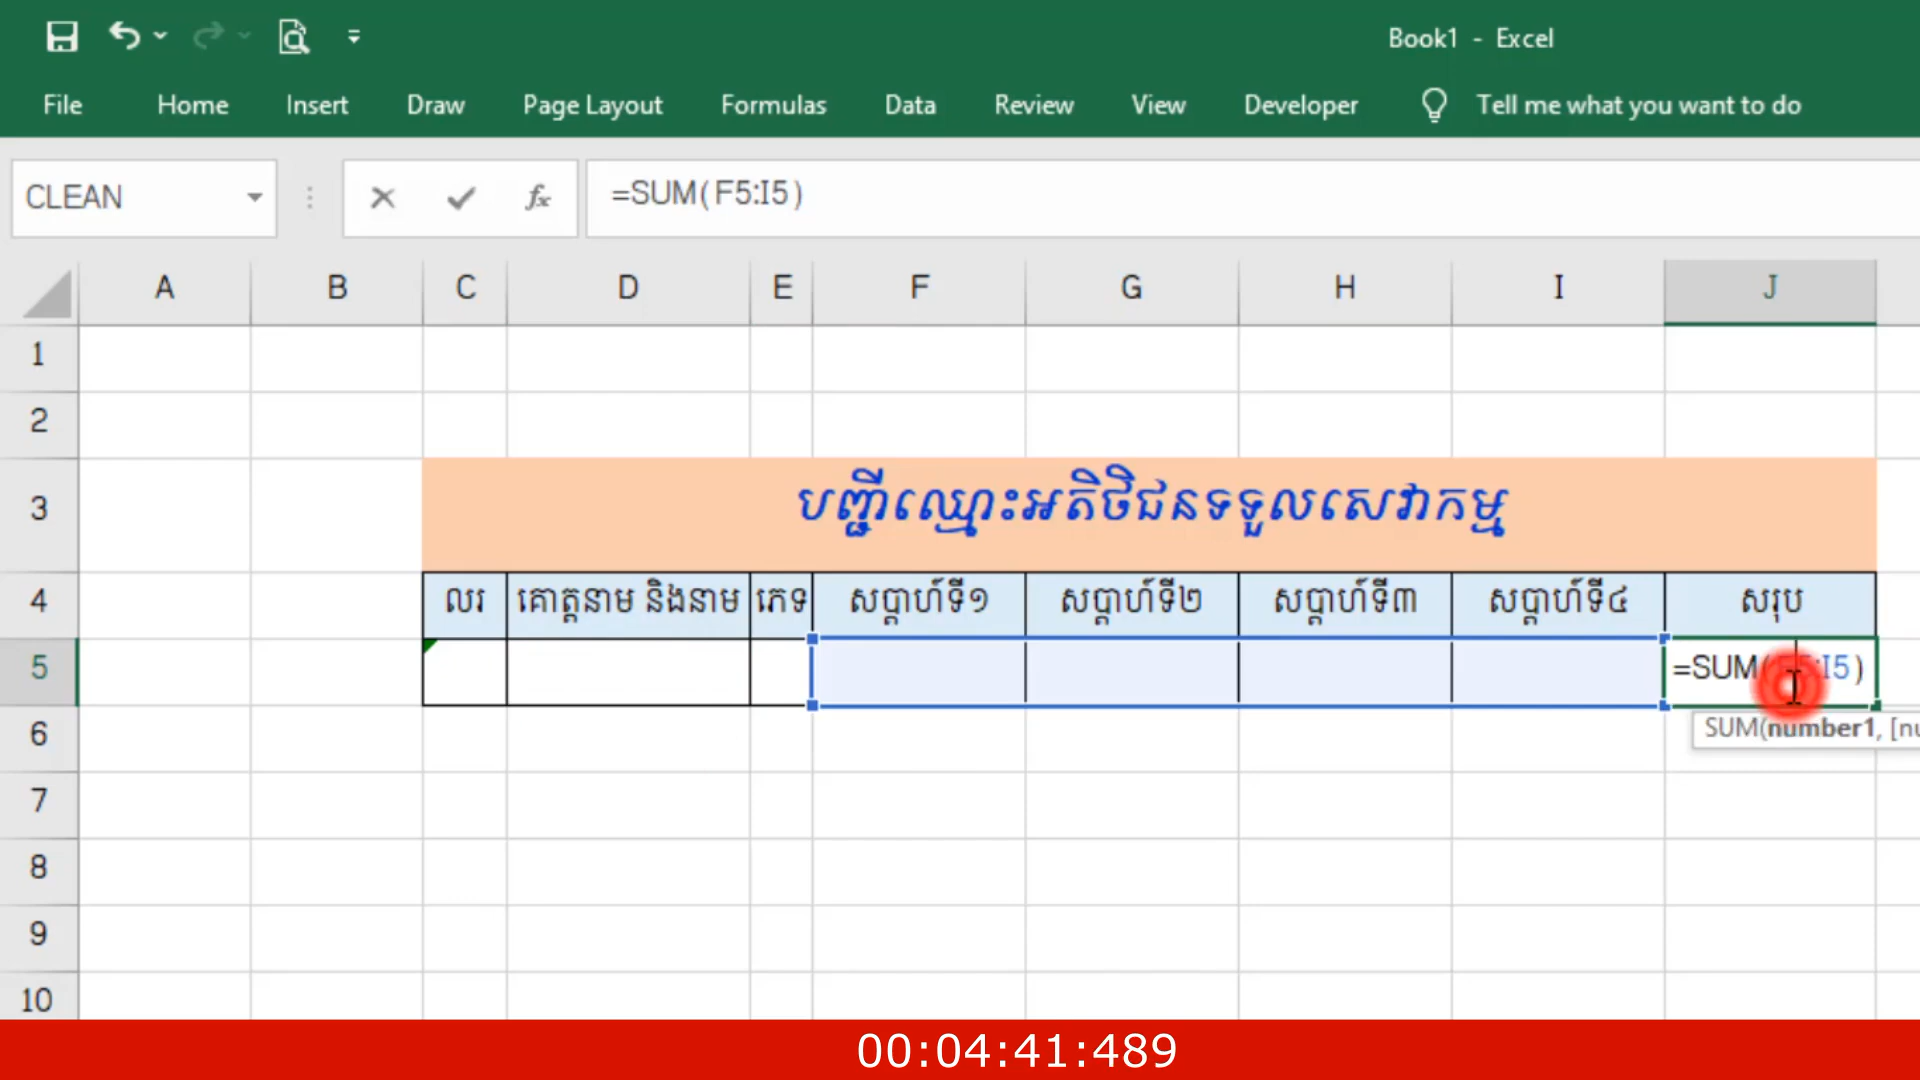 Book1 - Excel
File Home Insert Draw Page Layout Formulas Data Review View Developer Tell me what you want to do
CLEAN fx =SUM(F5:I5)
A B C D E F G H I J
1
2
3 បញ្ជីឈ្មោះអតិថិជនទទួលសេវាកម្ម
4 លរ គោត្តនាម និងនាម ភេទ សប្តាហ៍ទី១ សប្តាហ៍ទី២ សប្តាហ៍ទី៣ សប្តាហ៍ទី៤ សរុប
5 =SUM(F5:I5)
6 SUM(number1, [nu
7
8
9
10
00:04:41:489